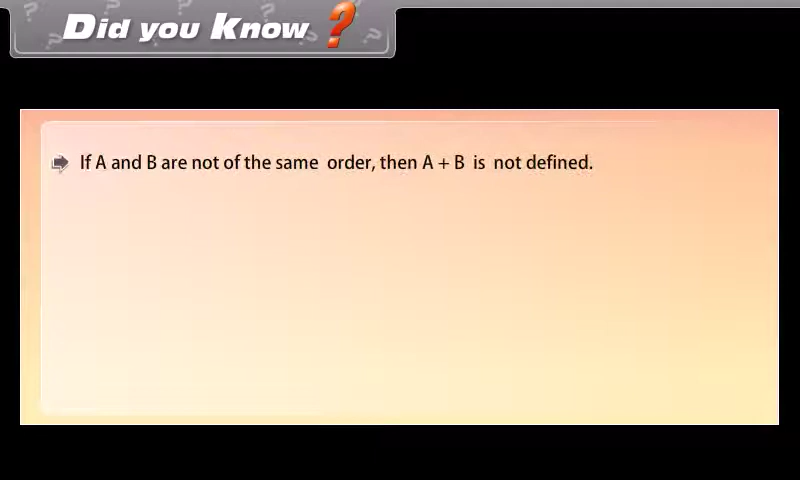 Did you Know ?
If A and B are not of the same order, then A + B is not defined.